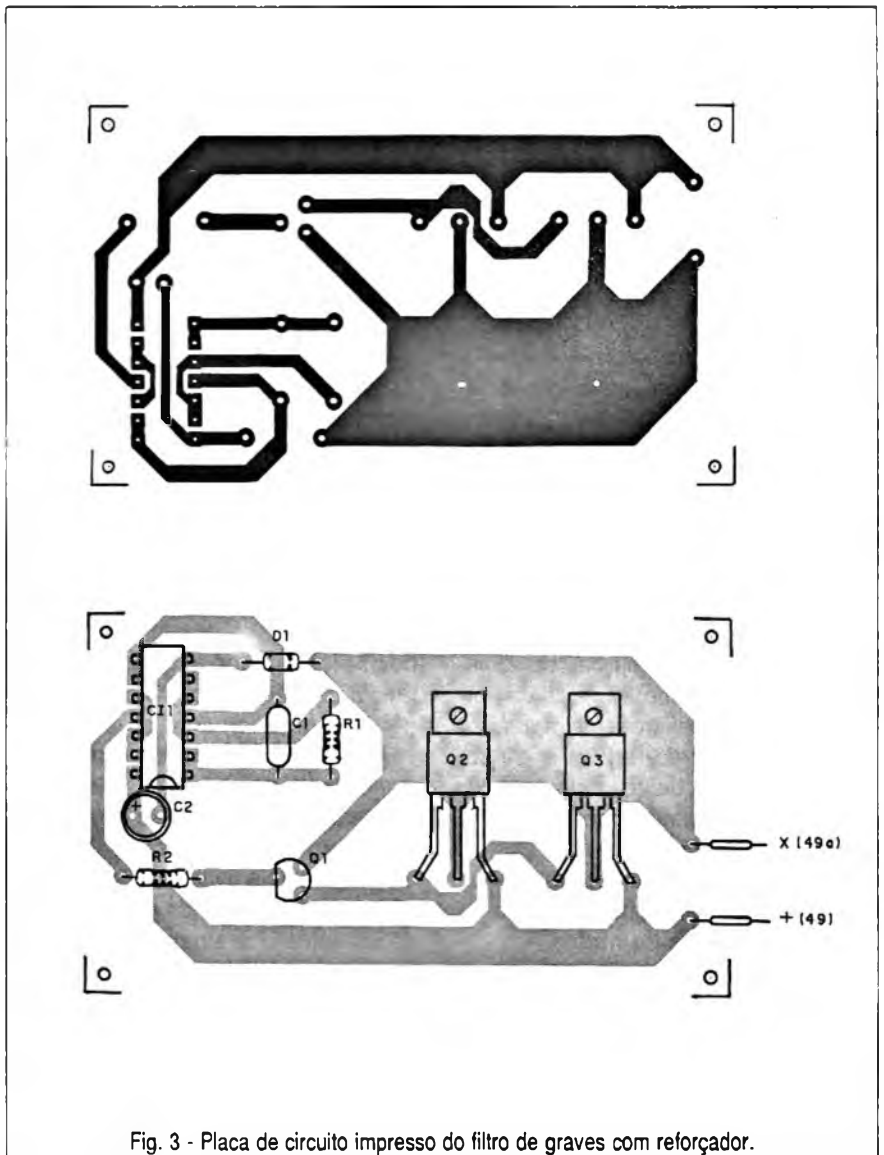 D1
CI1
C1
R1
Q2
Q3
+
C2
X (49a)
R2
Q1
+ (49)
Fig. 3 - Placa de circuito impresso do filtro de graves com reforçador.